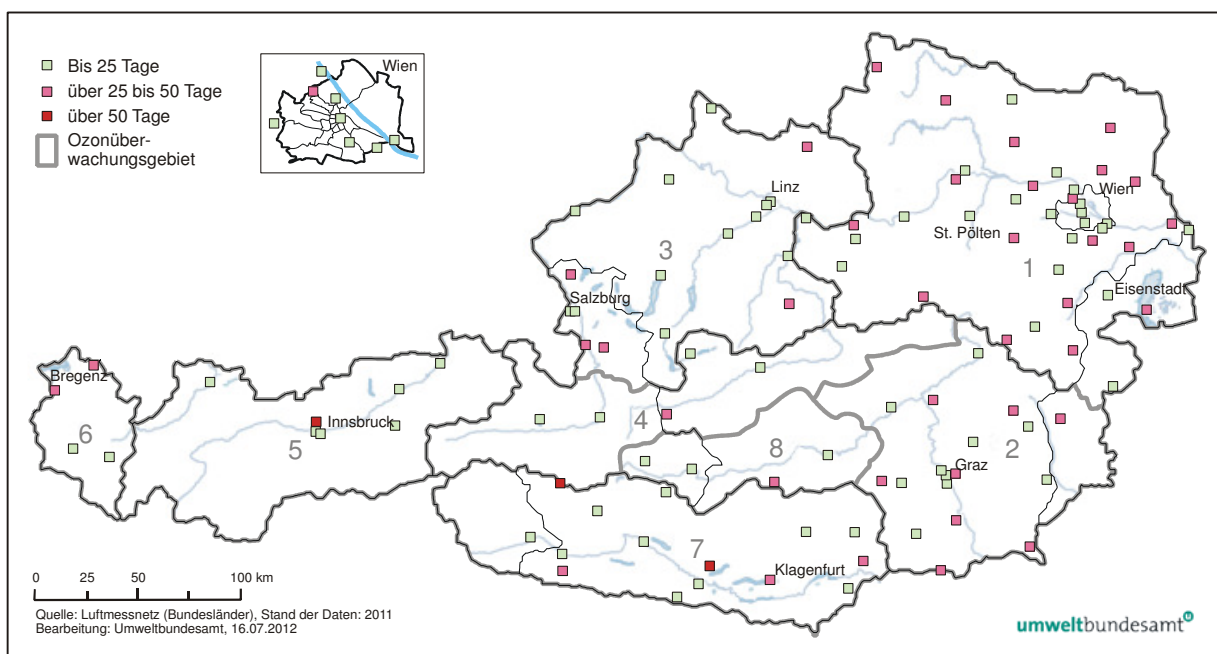 Bis 25 Tage
über 25 bis 50 Tage
über 50 Tage
Ozonüber-
wachungsgebiet
Wien
Linz
Wien
St. Pölten
3
1
Salzburg
Eisenstadt
Bregenz
Innsbruck
6
5
4
2
8
Graz
7
Klagenfurt
0 25 50 100 km
Quelle: Luftmessnetz (Bundesländer), Stand der Daten: 2011
Bearbeitung: Umweltbundesamt, 16.07.2012
umweltbundesamt